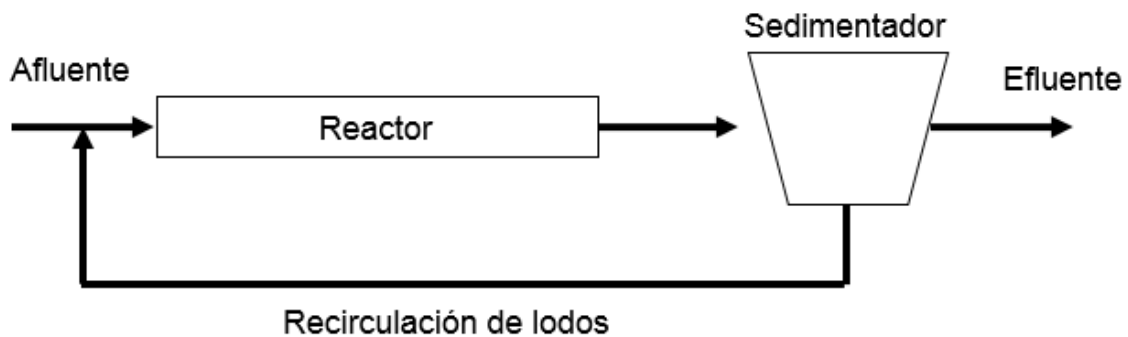 Sedimentador
Afluente
Efluente
Reactor
Recirculación de lodos